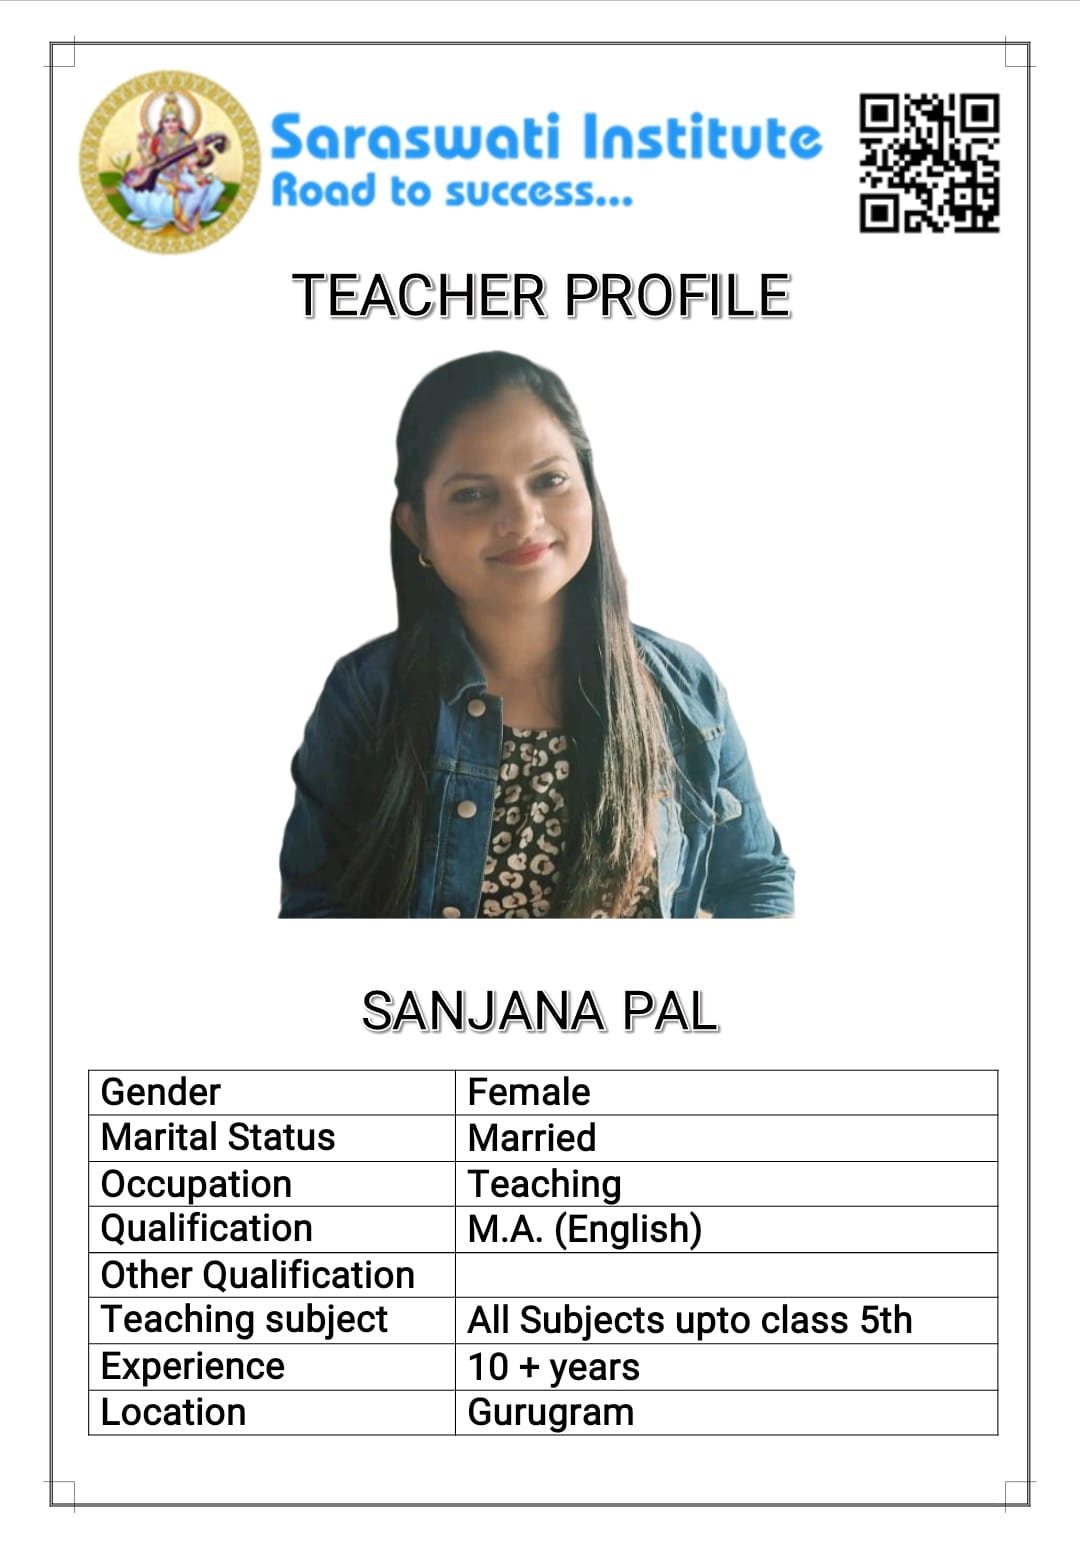 Saraswati Institute
Road to success...
TEACHER PROFILE
SANJANA PAL
Gender Female
Marital Status Married
Occupation Teaching
Qualification M.A. (English)
Other Qualification
Teaching subject All Subjects upto class 5th
Experience 10 + years
Location Gurugram